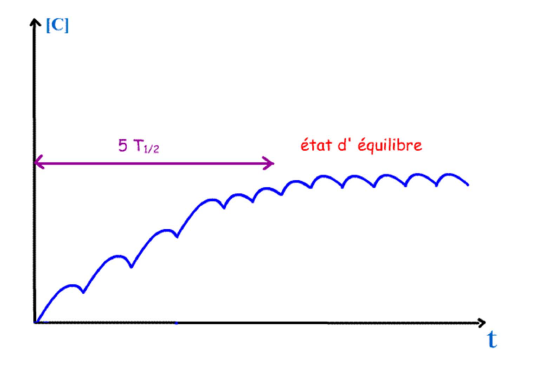 [C]
5 T1/2
état d' équilibre
t